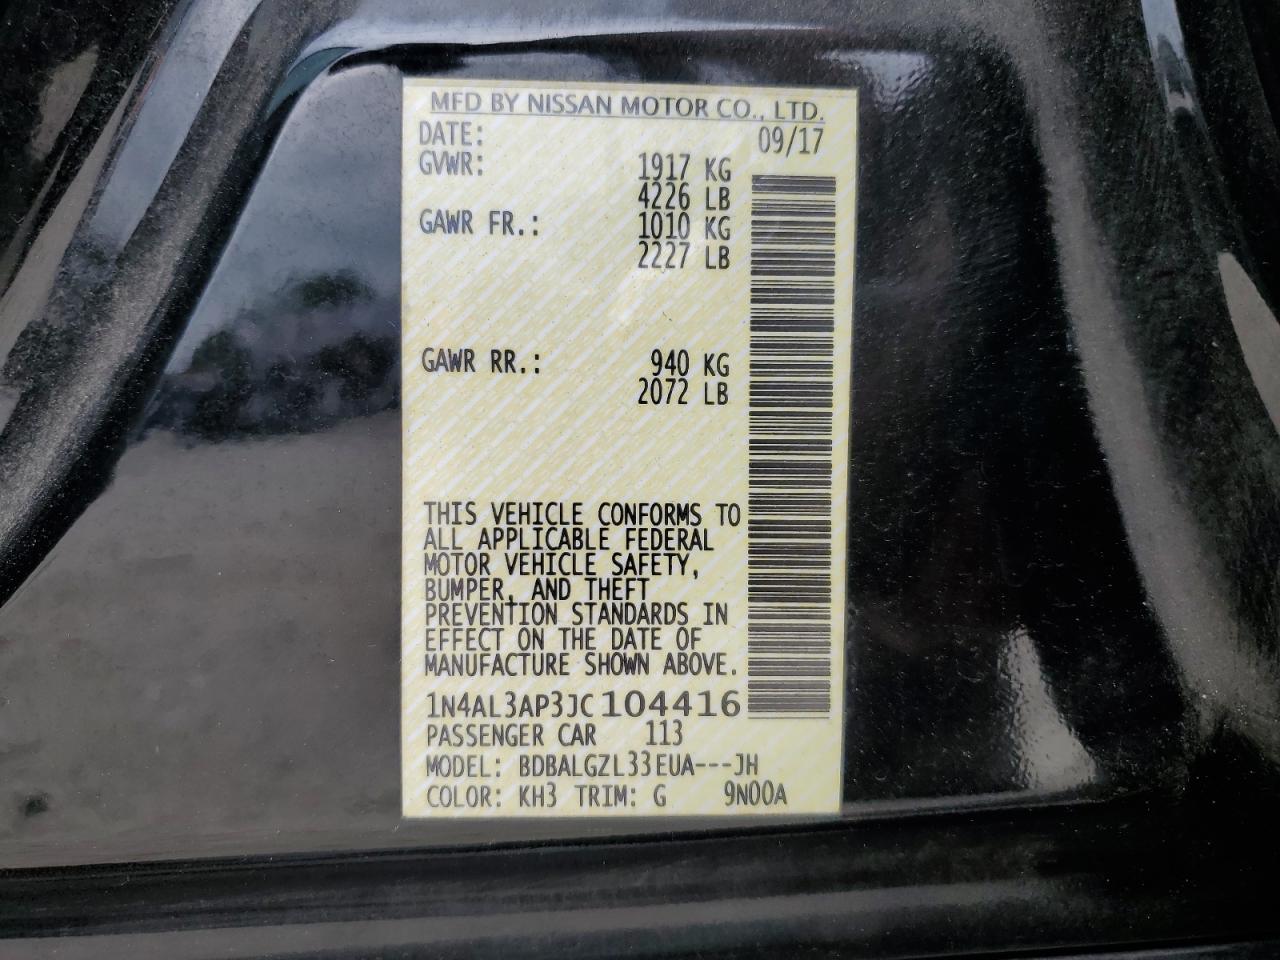 MFD BY NISSAN MOTOR CO., LTD.
DATE: 09/17
GVWR: 1917 KG
4226 LB
GAWR FR.: 1010 KG
2227 LB
GAWR RR.: 940 KG
2072 LB
THIS VEHICLE CONFORMS TO
ALL APPLICABLE FEDERAL
MOTOR VEHICLE SAFETY,
BUMPER, AND THEFT
PREVENTION STANDARDS IN
EFFECT ON THE DATE OF
MANUFACTURE SHOWN ABOVE.
1N4AL3AP3JC104416
PASSENGER CAR 113
MODEL: BDBALGZL33EUA---JH
COLOR: KH3 TRIM: G 9N00A